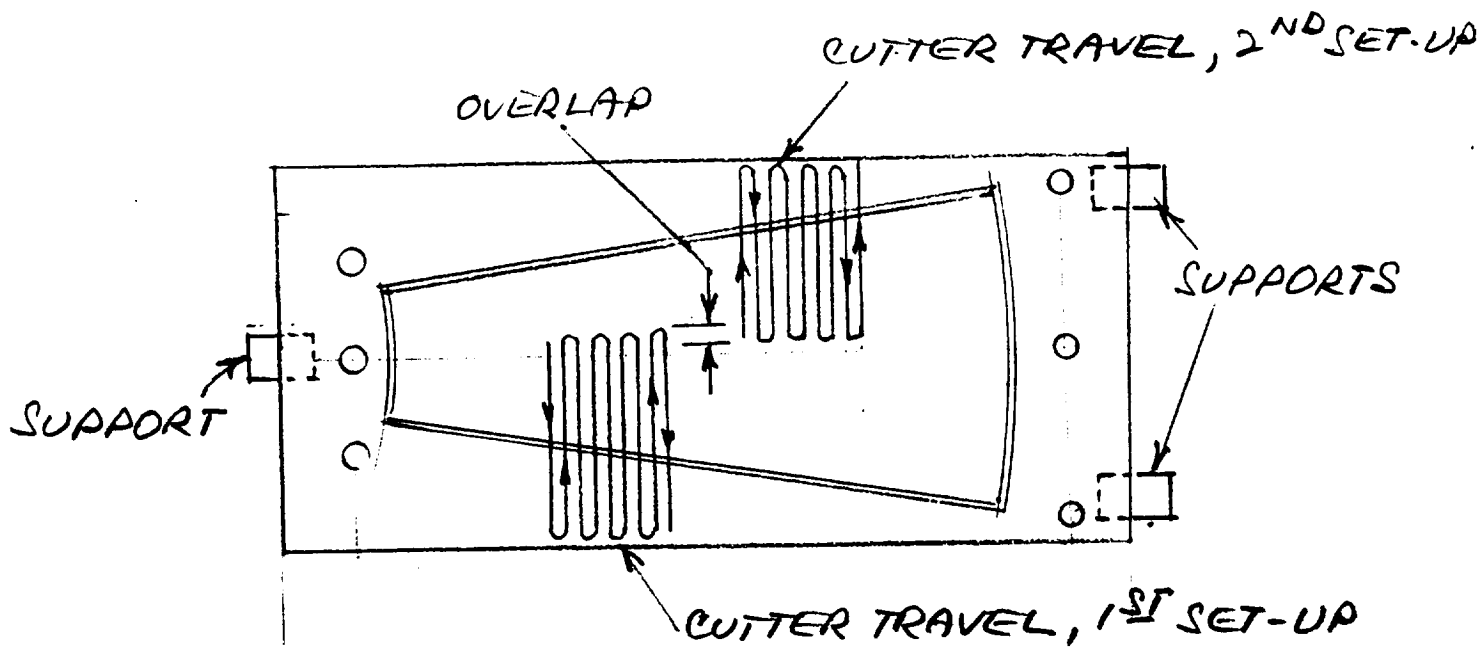 CUTTER TRAVEL, 2ND SET-UP
OVERLAP
SUPPORTS
SUPPORT
CUTTER TRAVEL, 1ST SET-UP